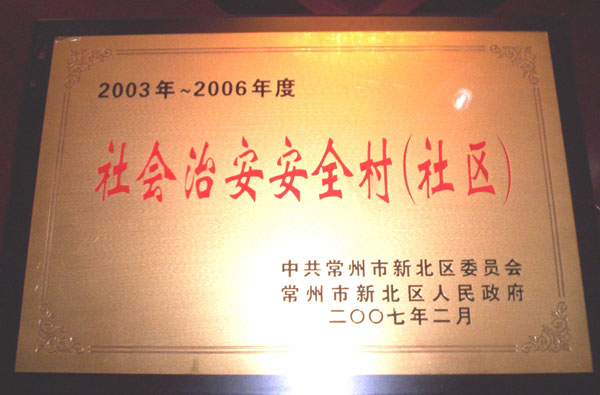 2003年~2006年度
社会治安安全村(社区)
中共常州市新北区委员会
常州市新北区人民政府
二〇〇七年二月